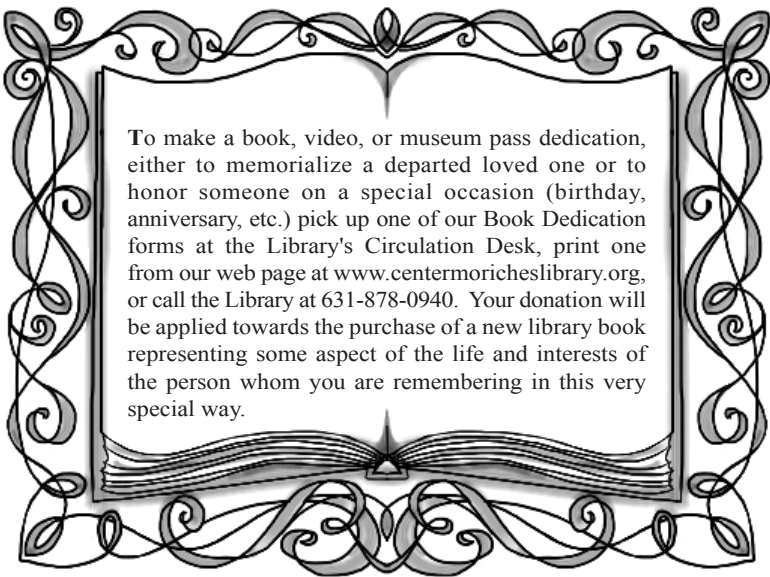 To make a book, video, or museum pass dedication,
either to memorialize a departed loved one or to
honor someone on a special occasion (birthday,
anniversary, etc.) pick up one of our Book Dedication
forms at the Library's Circulation Desk, print one
from our web page at www.centermoricheslibrary.org,
or call the Library at 631-878-0940.  Your donation will
be applied towards the purchase of a new library book
representing some aspect of the life and interests of
the person whom you are remembering in this very
special way.